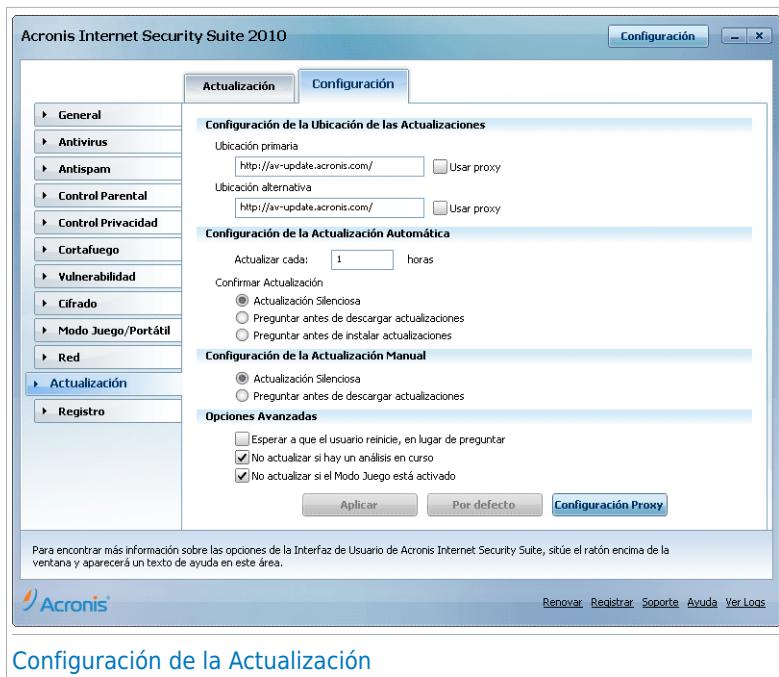 Acronis Internet Security Suite 2010
Configuración
Actualización
Configuración
General
Antivirus
Antispam
Control Parental
Control Privacidad
Cortafuego
Vulnerabilidad
Cifrado
Modo Juego/Portátil
Red
Actualización
Registro
Configuración de la Ubicación de las Actualizaciones
Ubicación primaria
http://av-update.acronis.com/ Usar proxy
Ubicación alternativa
http://av-update.acronis.com/ Usar proxy
Configuración de la Actualización Automática
Actualizar cada: 1 horas
Confirmar Actualización
Actualización Silenciosa
Preguntar antes de descargar actualizaciones
Preguntar antes de instalar actualizaciones
Configuración de la Actualización Manual
Actualización Silenciosa
Preguntar antes de descargar actualizaciones
Opciones Avanzadas
Esperar a que el usuario reinicie, en lugar de preguntar
No actualizar si hay un análisis en curso
No actualizar si el Modo Juego está activado
Aplicar Por defecto Configuración Proxy
Para encontrar más información sobre las opciones de la Interfaz de Usuario de Acronis Internet Security Suite, sitúe el ratón encima de la
ventana y aparecerá un texto de ayuda en este área.
Acronis
Renovar Registrar Soporte Ayuda Ver Logs
Configuración de la Actualización